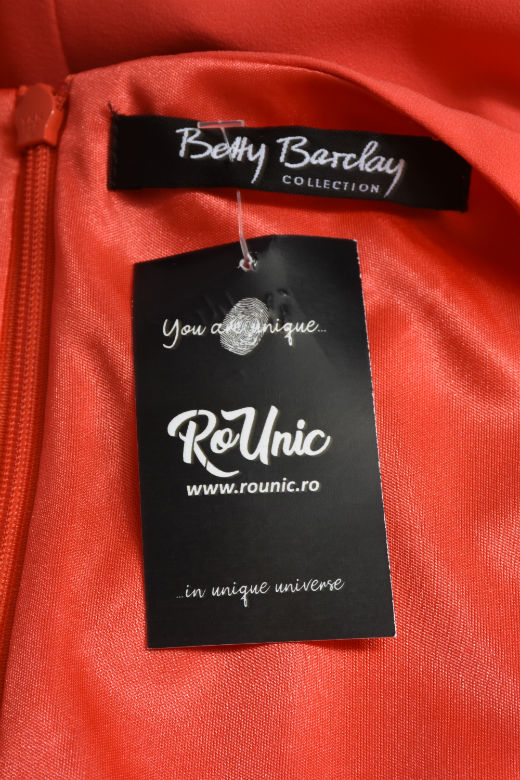 Betty Barclay
COLLECTION
You are unique...
RoUnic
www.rounic.ro
...in unique universe